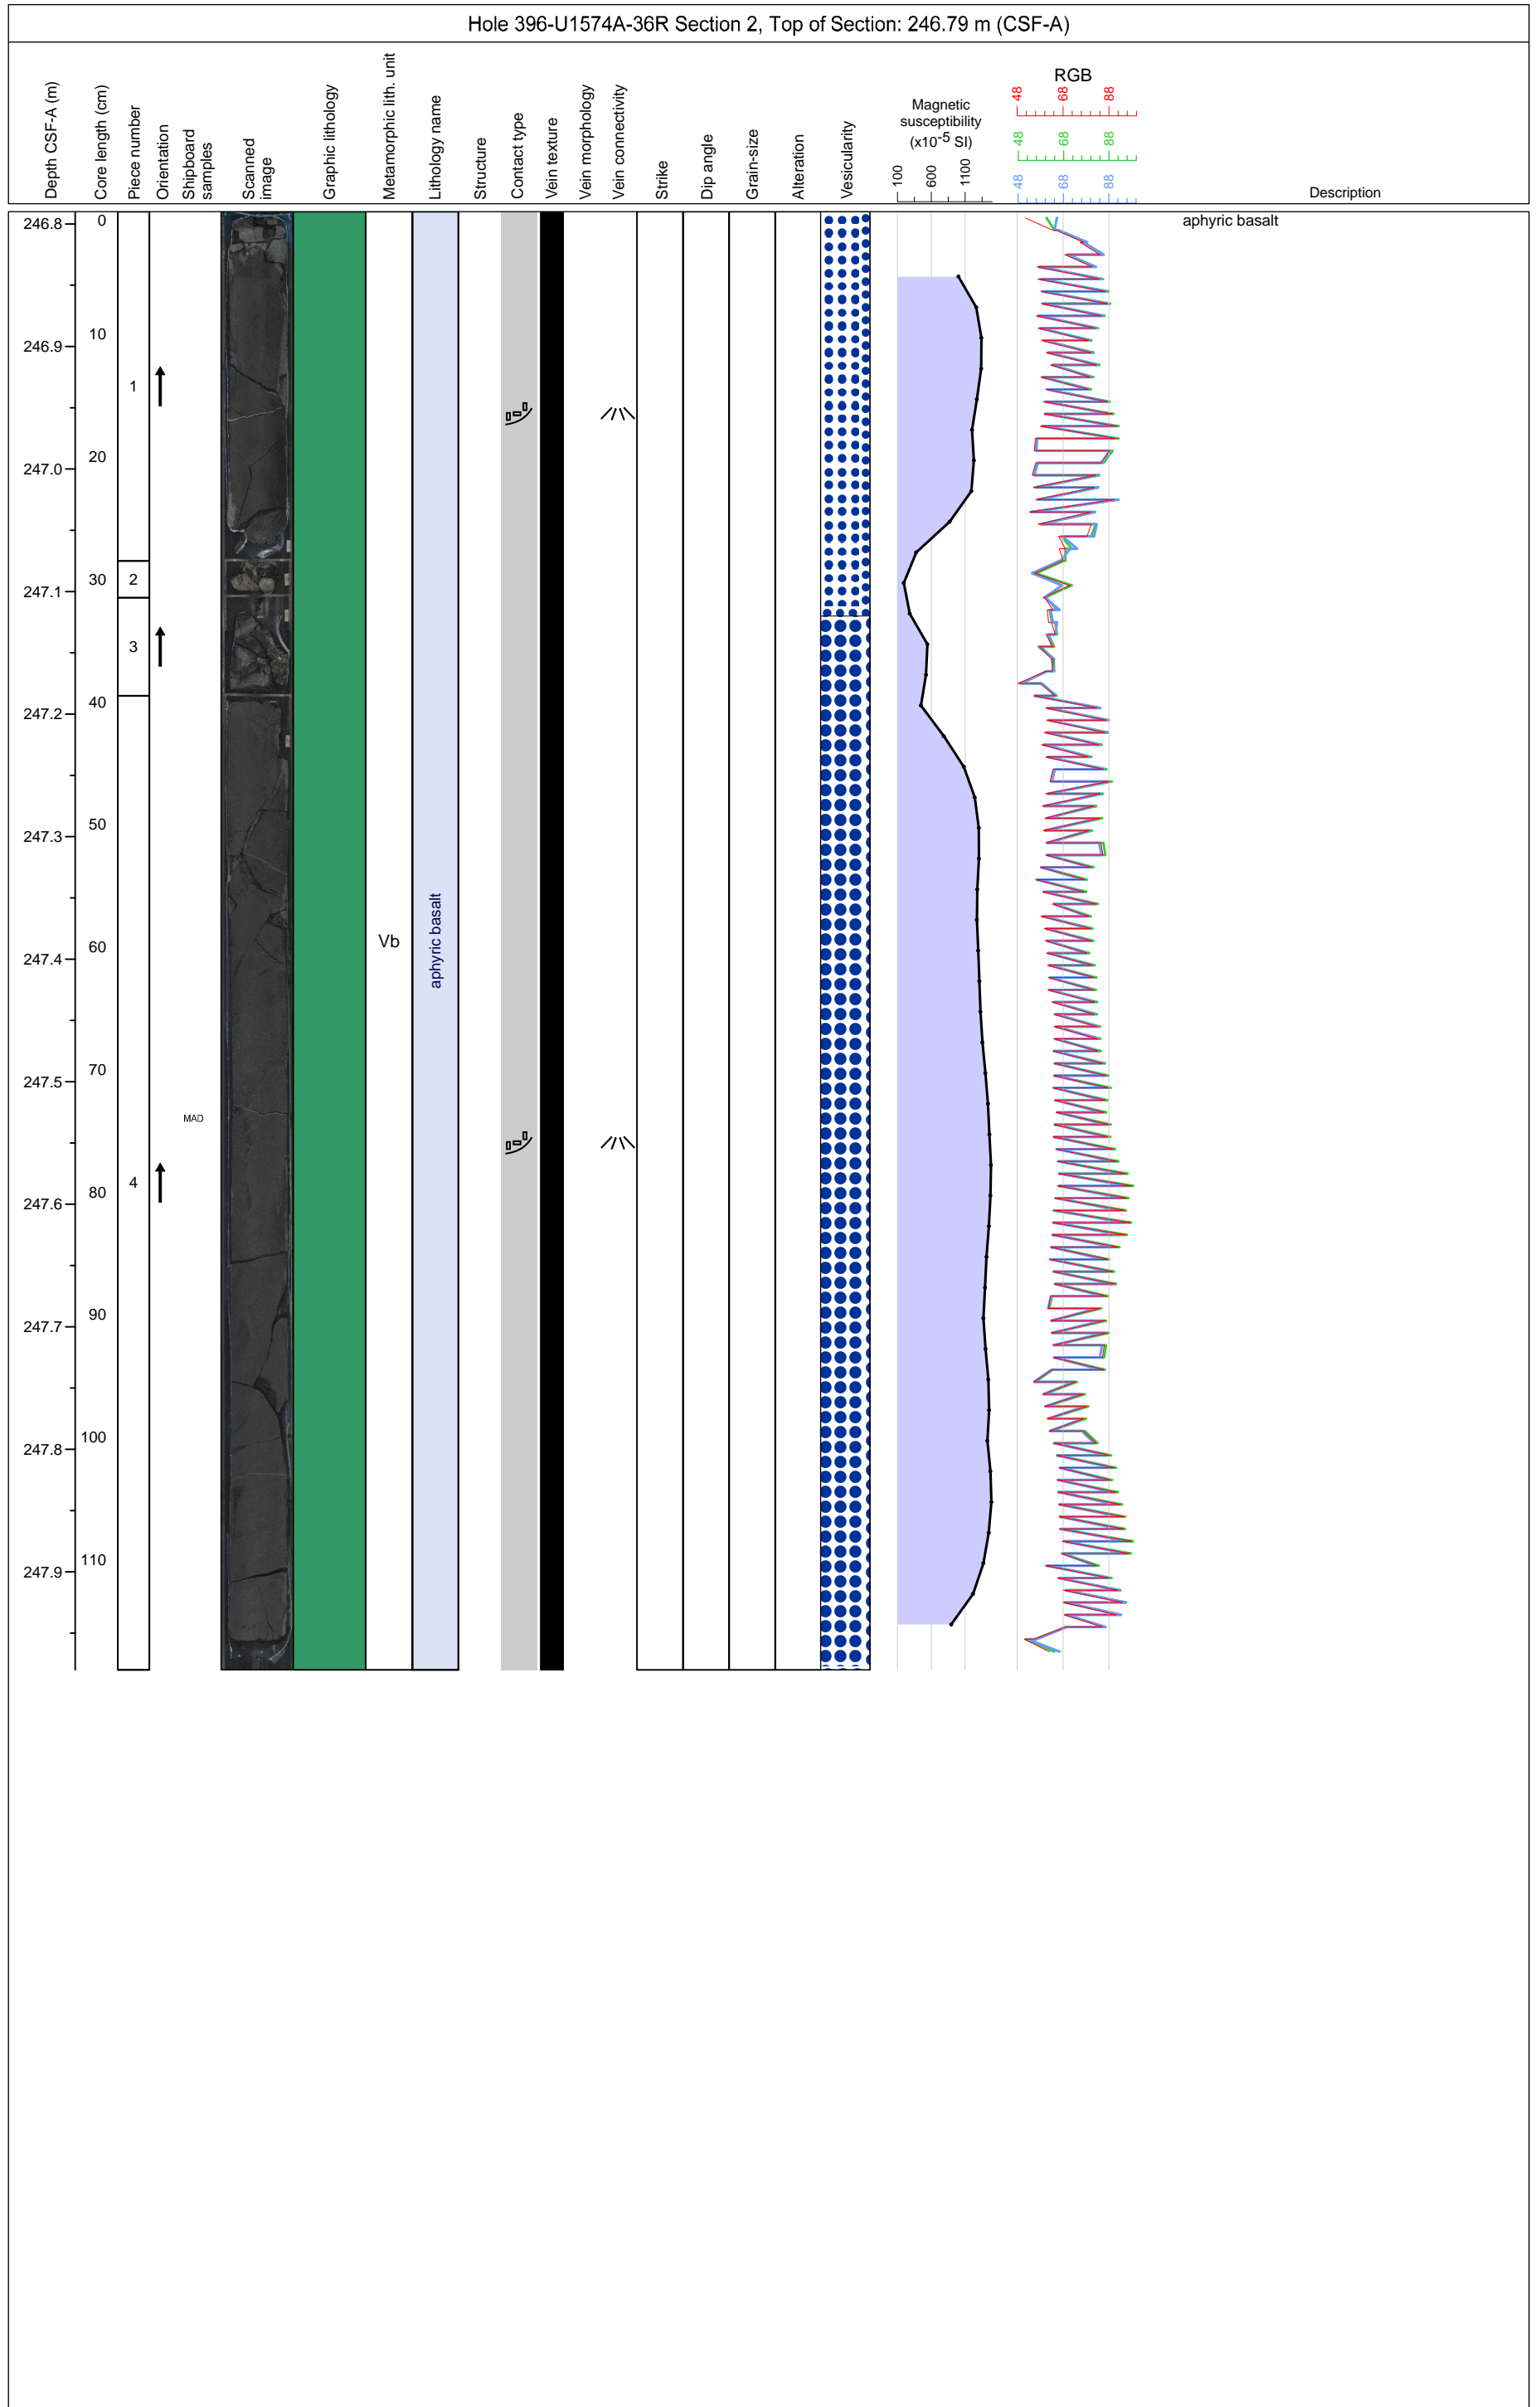 Hole 396-U1574A-36R Section 2, Top of Section: 246.79 m (CSF-A)
Depth CSF-A (m)
Core length (cm)
Piece number
Orientation
Shipboard
samples
Scanned
image
Graphic lithology
Metamorphic lith. unit
Lithology name
Structure
Contact type
Vein texture
Vein morphology
Vein connectivity
Strike
Dip angle
Grain-size
Alteration
Vesicularity
Magnetic
susceptibility
(x10-5 SI)
100 600 1100
RGB
48 68 88
48 68 88
48 68 88
Description
246.8 0 aphyric basalt
10
246.9
1
20
247.0
30 2
247.1
3
40
247.2
50
247.3
aphyric basalt
60 Vb
247.4
70
247.5
MAD
4
80
247.6
90
247.7
100
247.8
110
247.9